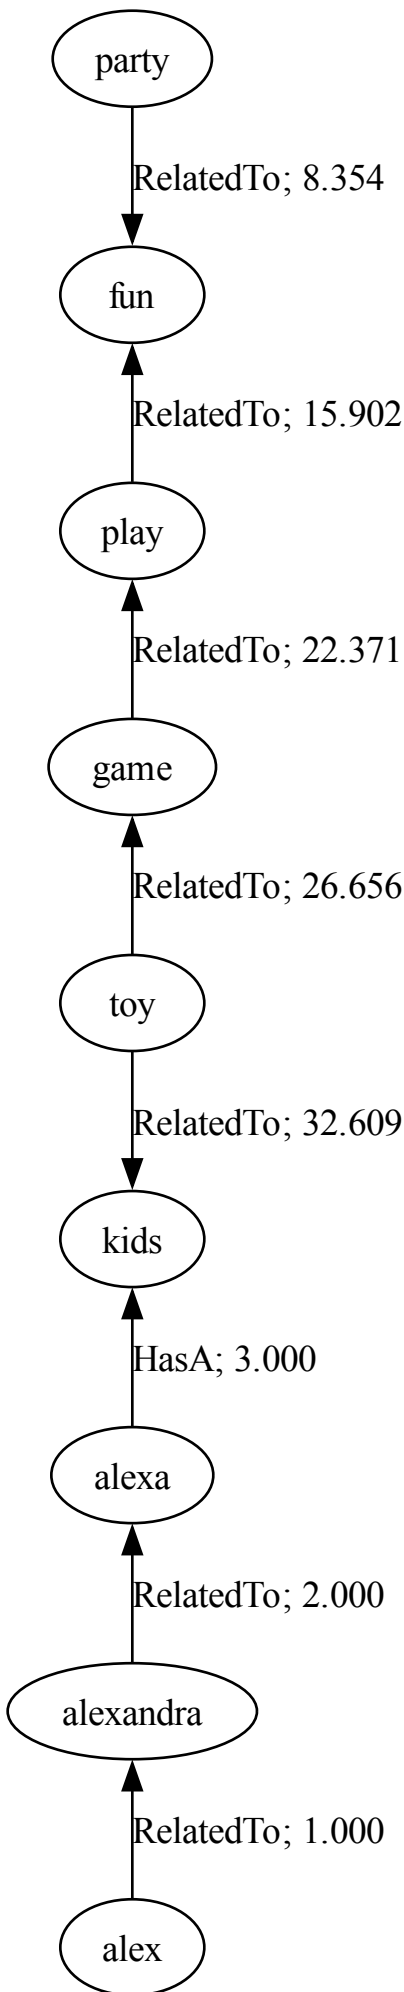 party
RelatedTo; 8.354
fun
RelatedTo; 15.902
play
RelatedTo; 22.371
game
RelatedTo; 26.656
toy
RelatedTo; 32.609
kids
HasA; 3.000
alexa
RelatedTo; 2.000
alexandra
RelatedTo; 1.000
alex